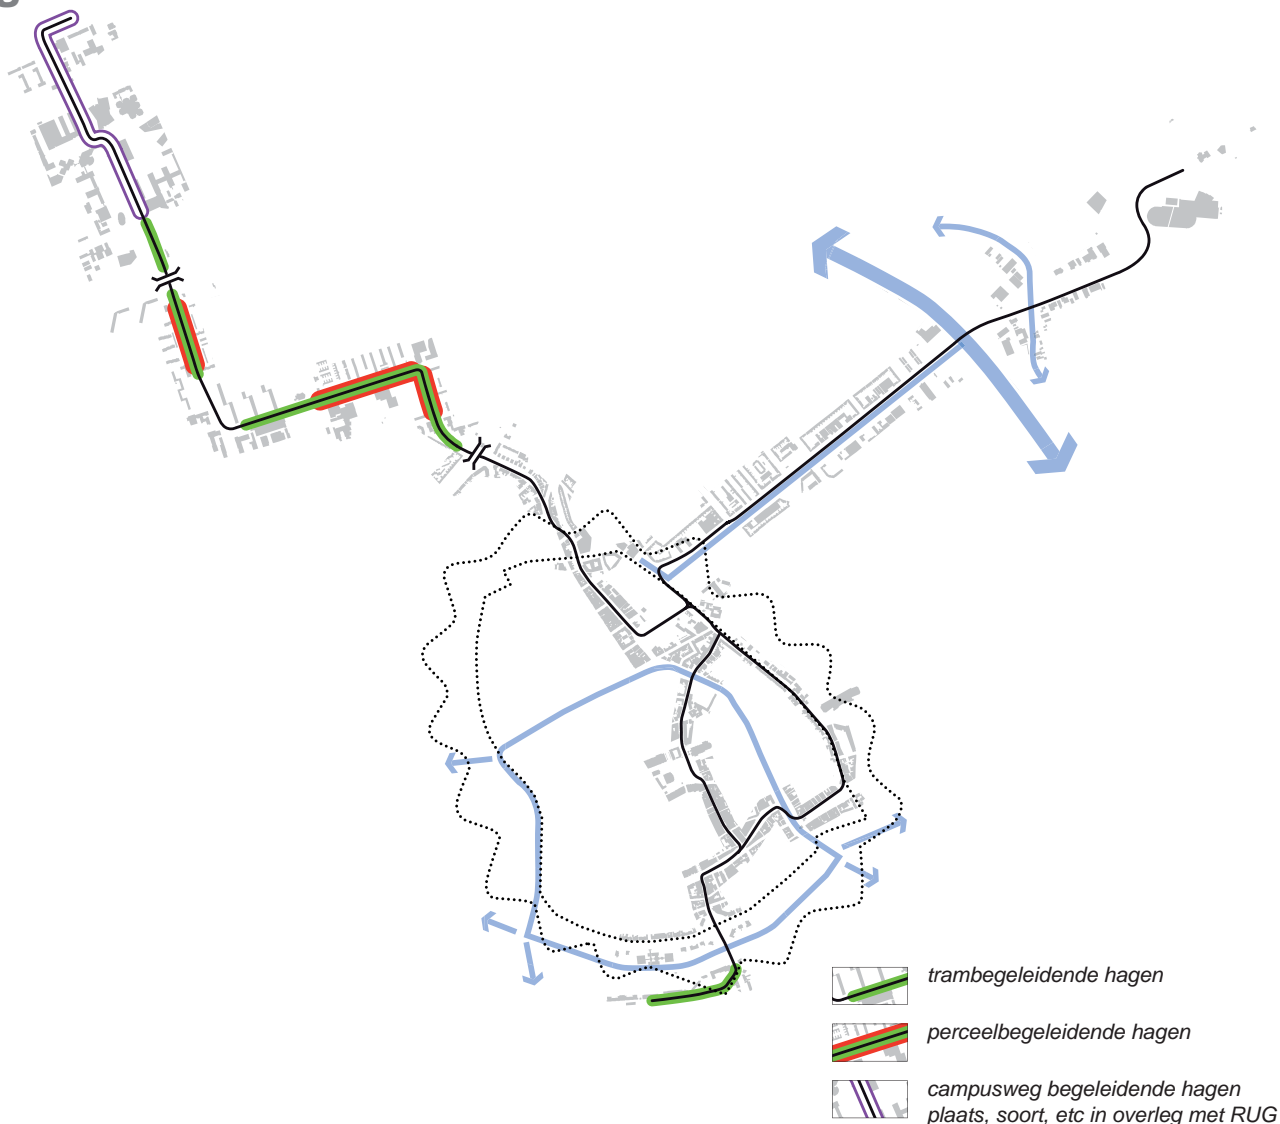 trambegeleidende hagen
perceelbegeleidende hagen
campusweg begeleidende hagen
plaats, soort, etc in overleg met RUG